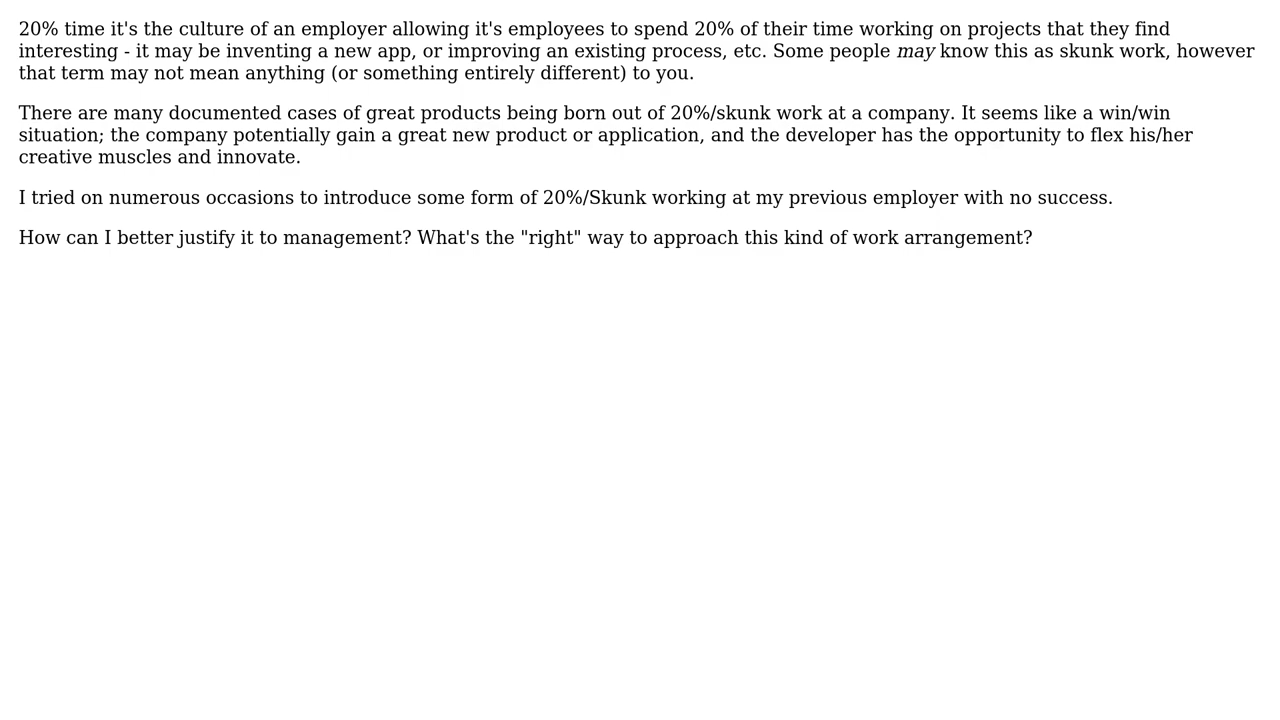 20% time it's the culture of an employer allowing it's employees to spend 20% of their time working on projects that they find
interesting - it may be inventing a new app, or improving an existing process, etc. Some people may know this as skunk work, however
that term may not mean anything (or something entirely different) to you.
There are many documented cases of great products being born out of 20%/skunk work at a company. It seems like a win/win
situation; the company potentially gain a great new product or application, and the developer has the opportunity to flex his/her
creative muscles and innovate.
I tried on numerous occasions to introduce some form of 20%/Skunk working at my previous employer with no success.
How can I better justify it to management? What's the "right" way to approach this kind of work arrangement?